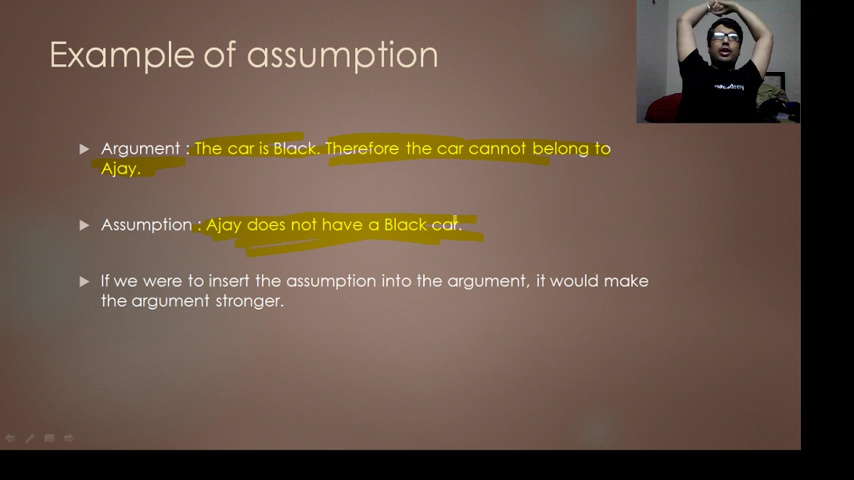 Example of assumption
Argument : The car is Black. Therefore the car cannot belong to
Ajay.
Assumption : Ajay does not have a Black car.
If we were to insert the assumption into the argument, it would make
the argument stronger.